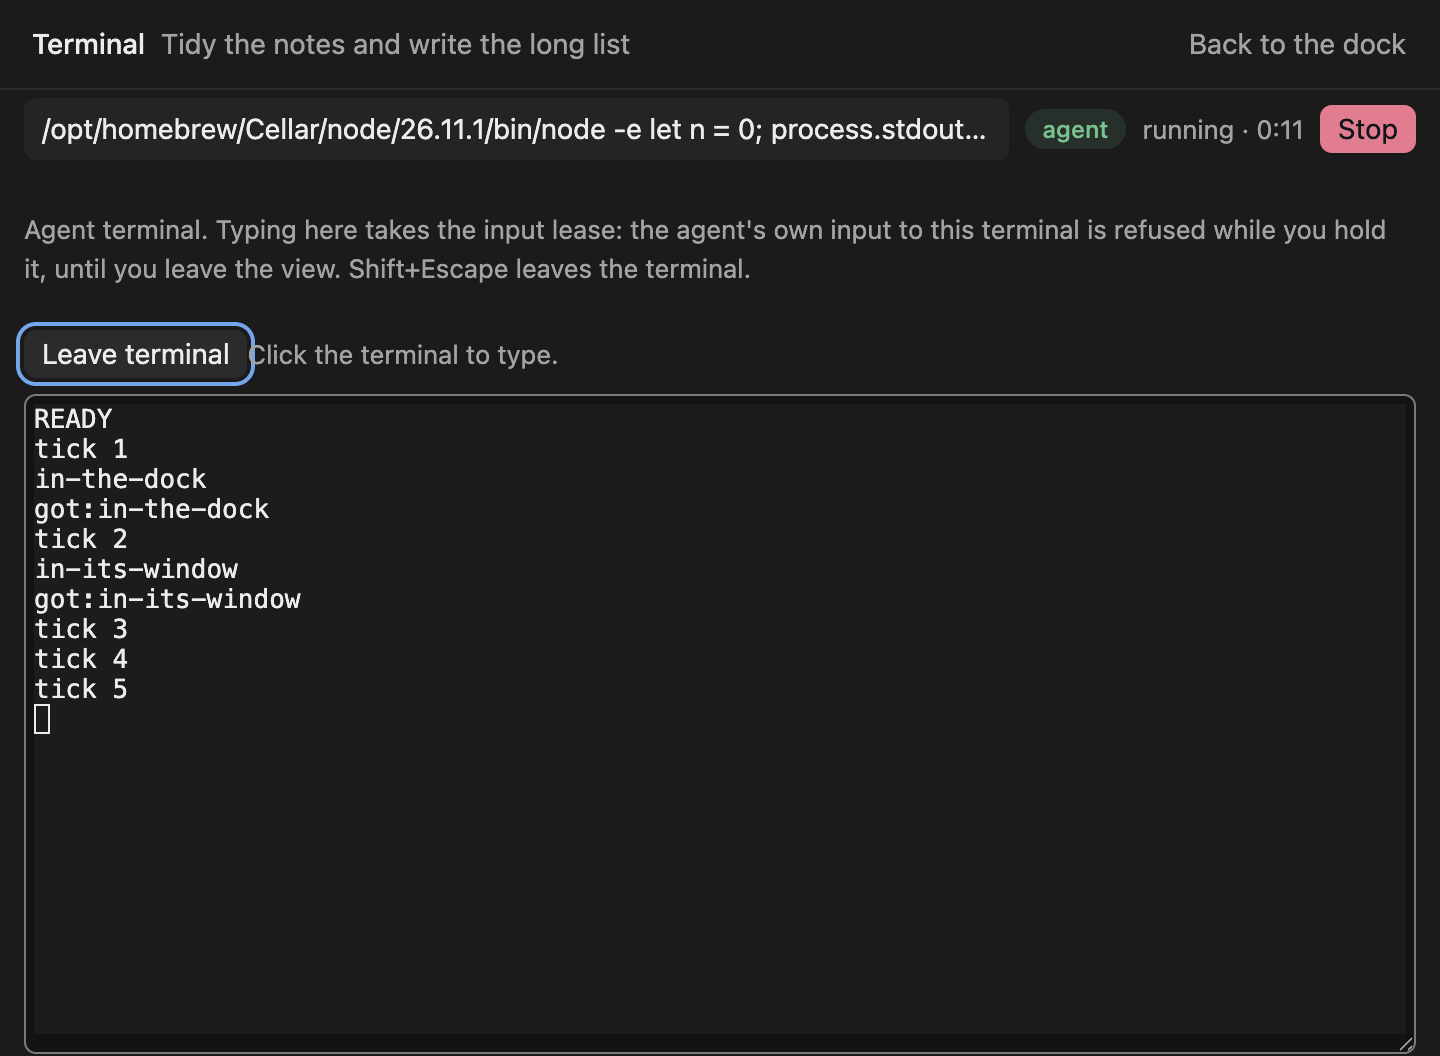 Terminal Tidy the notes and write the long list Back to the dock
/opt/homebrew/Cellar/node/26.11.1/bin/node -e let n = 0; process.stdout... agent running · 0:11 Stop
Agent terminal. Typing here takes the input lease: the agent's own input to this terminal is refused while you hold
it, until you leave the view. Shift+Escape leaves the terminal.
Leave terminal Click the terminal to type.
READY
tick 1
in-the-dock
got:in-the-dock
tick 2
in-its-window
got:in-its-window
tick 3
tick 4
tick 5